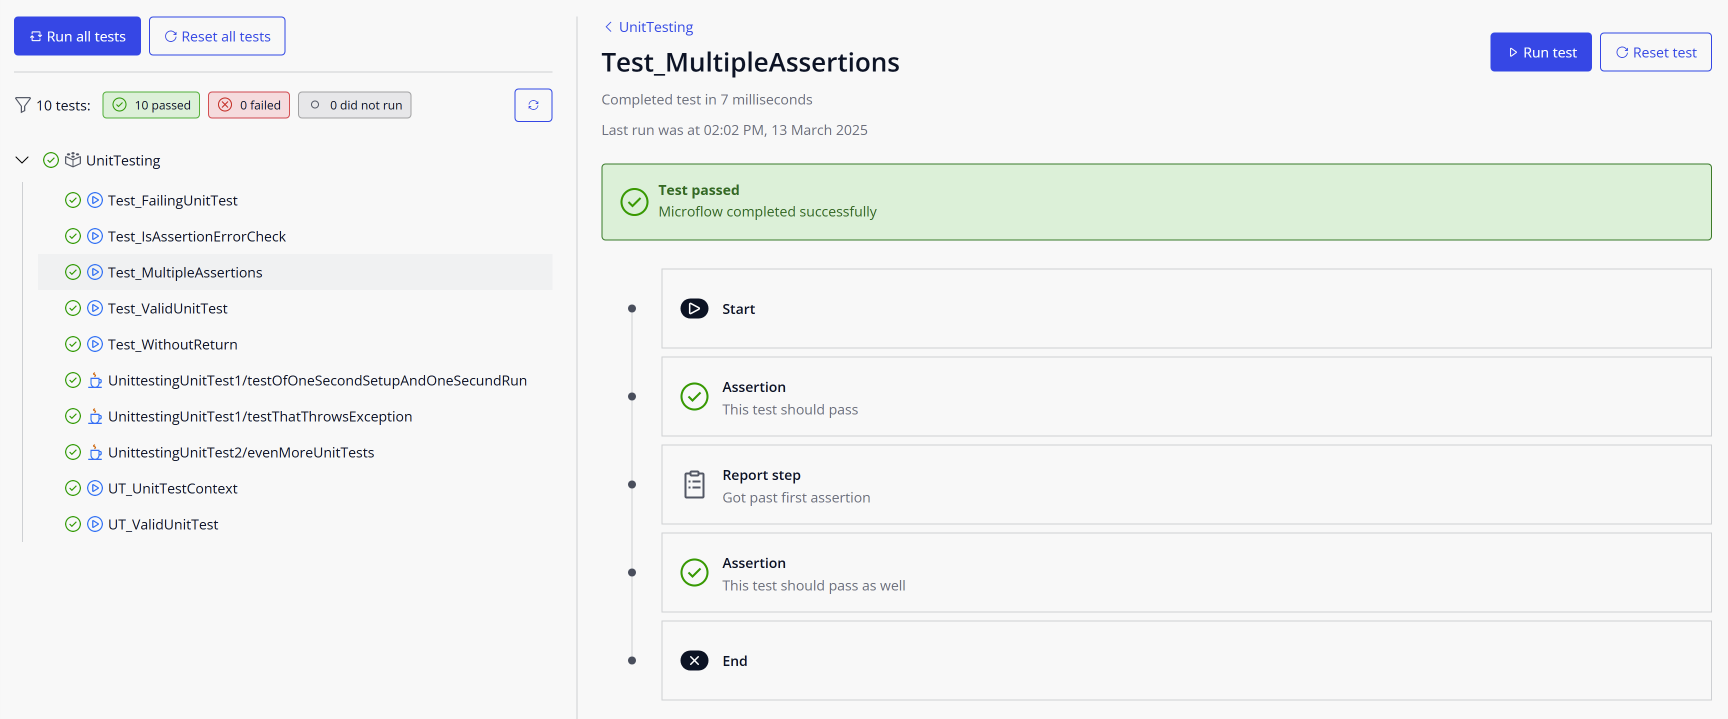 Run all tests
Reset all tests
10 tests:
10 passed
0 failed
0 did not run
UnitTesting
Test_FailingUnitTest
Test_IsAssertionErrorCheck
Test_MultipleAssertions
Test_ValidUnitTest
Test_WithoutReturn
UnittestingUnitTest1/testOfOneSecondSetupAndOneSecundRun
UnittestingUnitTest1/testThatThrowsException
UnittestingUnitTest2/evenMoreUnitTests
UT_UnitTestContext
UT_ValidUnitTest
UnitTesting
Test_MultipleAssertions
Run test
Reset test
Completed test in 7 milliseconds
Last run was at 02:02 PM, 13 March 2025
Test passed
Microflow completed successfully
Start
Assertion
This test should pass
Report step
Got past first assertion
Assertion
This test should pass as well
End